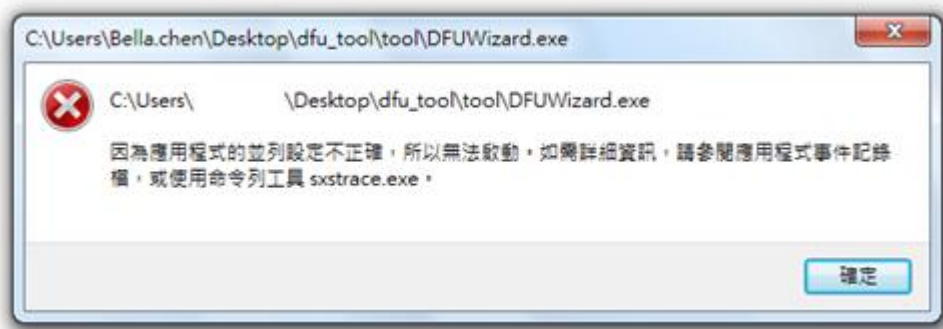 C:\Users\Bella.chen\Desktop\dfu_tool\tool\DFUWizard.exe
C:\Users\ \Desktop\dfu_tool\tool\DFUWizard.exe
因為應用程式的並列設定不正確，所以無法啟動。如需詳細資訊，請參閱應用程式事件記錄
檔，或使用命令列工具 sxstrace.exe。
確定